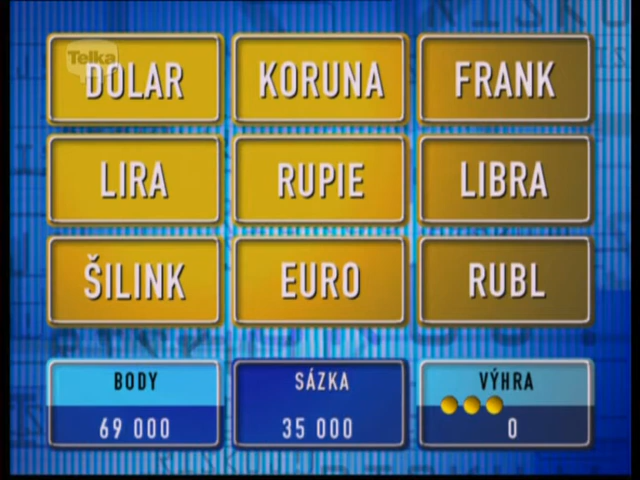 Telka
DOLAR KORUNA FRANK
LIRA RUPIE LIBRA
ŠILINK EURO RUBL
BODY SÁZKA VÝHRA
69 000 35 000 0